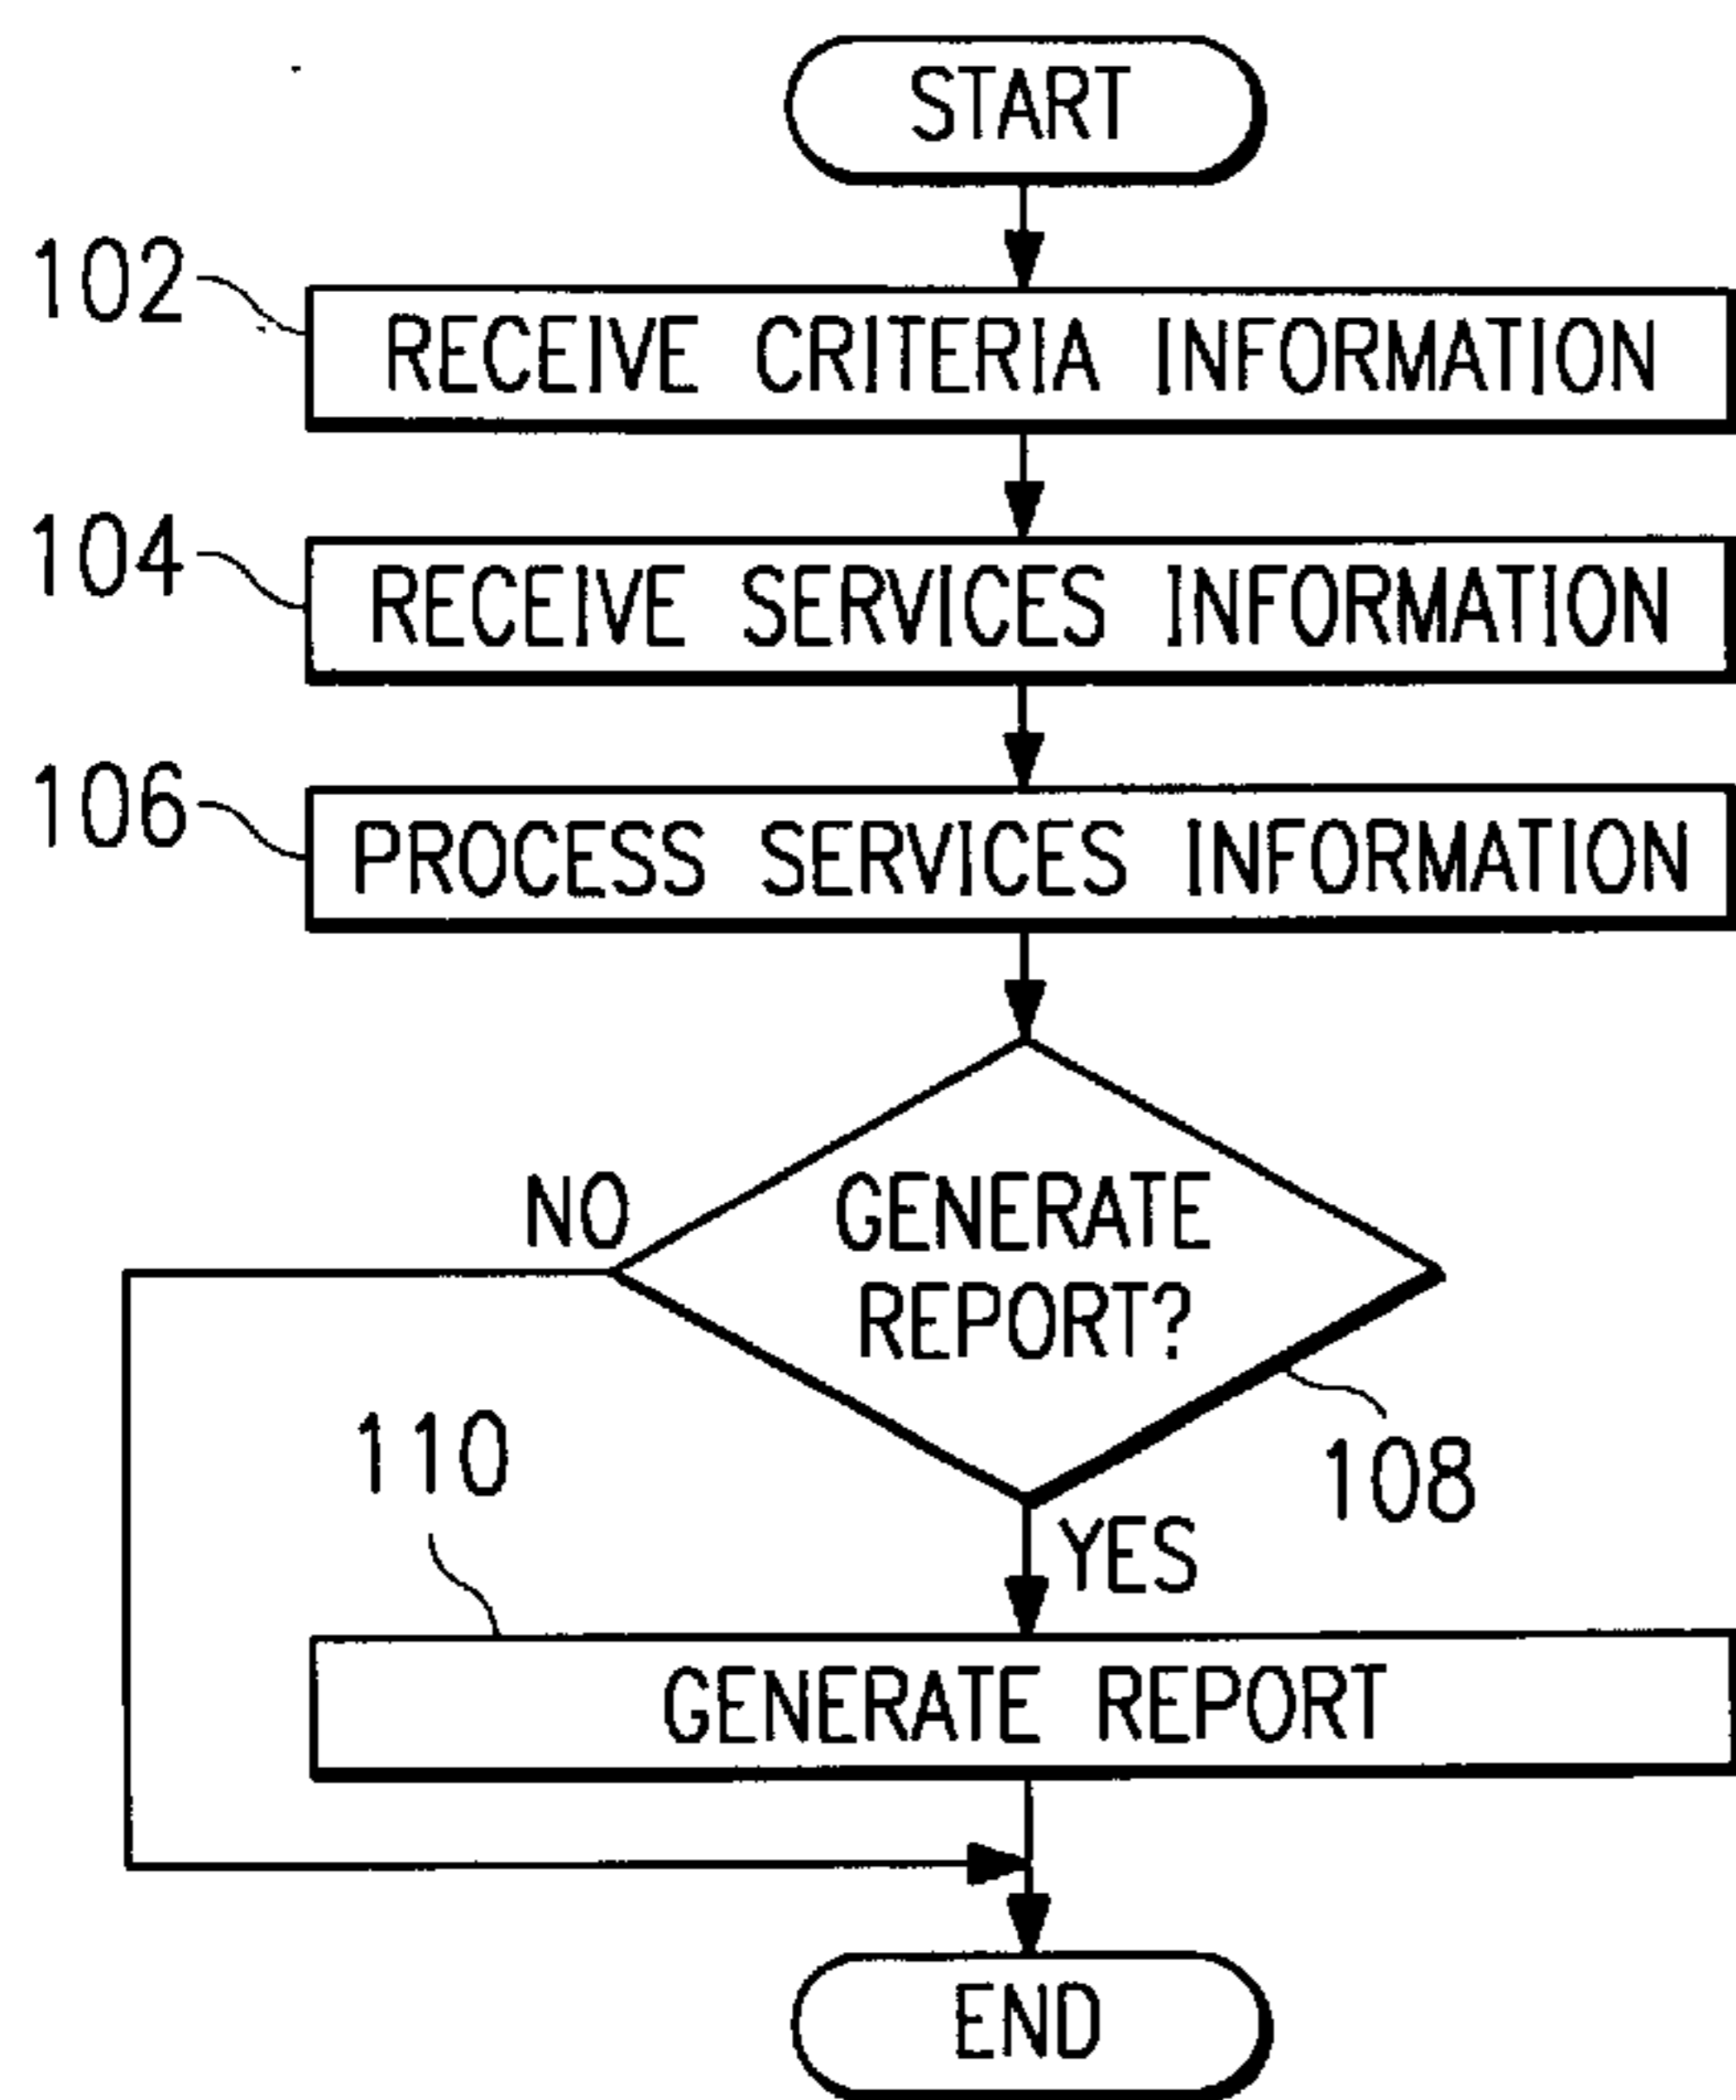 START
102
RECEIVE CRITERIA INFORMATION
104
RECEIVE SERVICES INFORMATION
106
PROCESS SERVICES INFORMATION
NO
GENERATE
REPORT?
110
108
YES
GENERATE REPORT
END